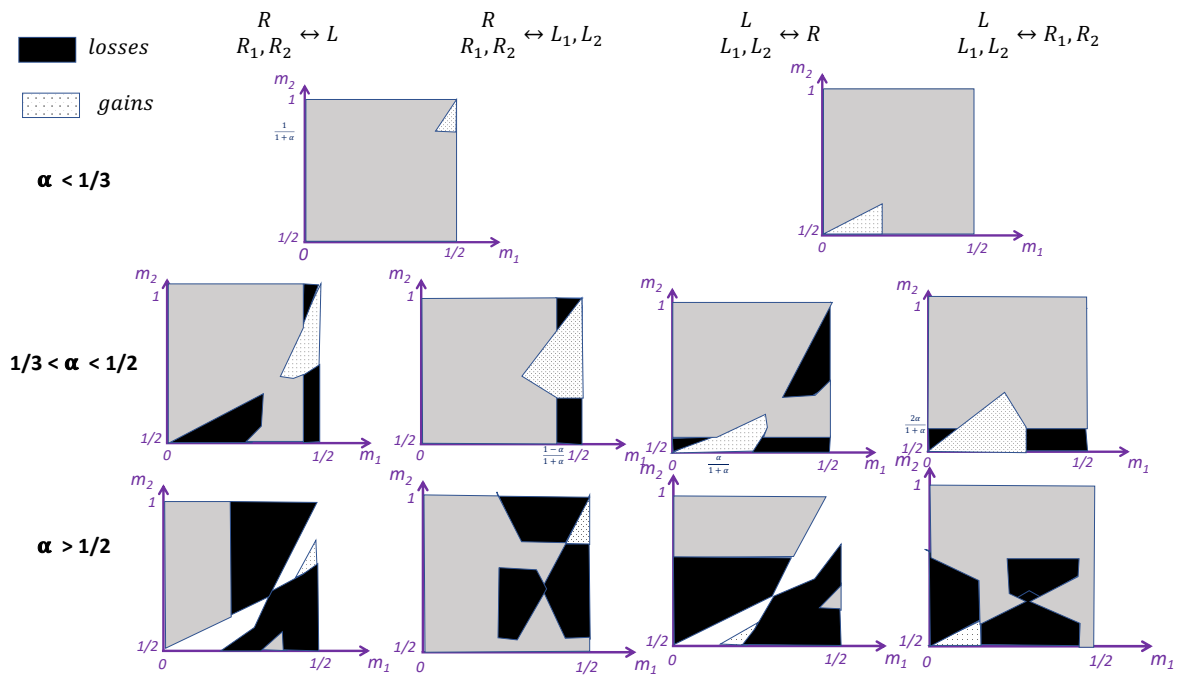 R
R₁, R₂ ↔ L
R
R₁, R₂ ↔ L₁, L₂
L
L₁, L₂ ↔ R
L
L₁, L₂ ↔ R₁, R₂
losses
gains
m₂
1
1/(1+α)
1/2
0
1/2
m₁
m₂
1
1/2
0
1/2
m₁
α < 1/3
m₂
1
1/2
0
1/2
m₁
m₂
1
1/2
0
(1−α)/(1+α)
1/2
m₁
m₂
1
1/2
0
α/(1+α)
1/2
m₁
m₂
1
2α/(1+α)
1/2
0
1/2
m₁
1/3 < α < 1/2
m₂
1
1/2
0
1/2
m₁
m₂
1
1/2
0
1/2
m₁
m₂
1
1/2
0
1/2
m₁
m₂
1
1/2
0
1/2
m₁
α > 1/2